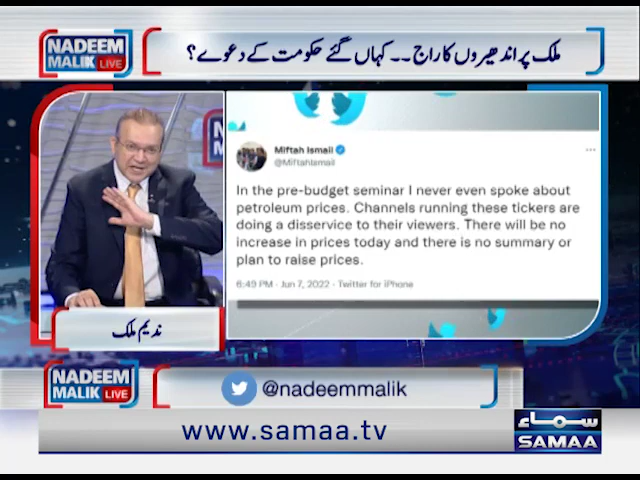 NADEEM
MALIK LIVE
ملک پر اندھیروں کا راج ۔۔ کہاں گئے حکومت کے دعوے؟
Miftah Ismail
@MiftahIsmail
In the pre-budget seminar I never even spoke about
petroleum prices. Channels running these tickers are
doing a disservice to their viewers. There will be no
increase in prices today and there is no summary or
plan to raise prices.
6:49 PM · Jun 7, 2022 · Twitter for iPhone
ندیم ملک
NADEEM
MALIK LIVE
@nadeemmalik
www.samaa.tv
سماء
SAMAA